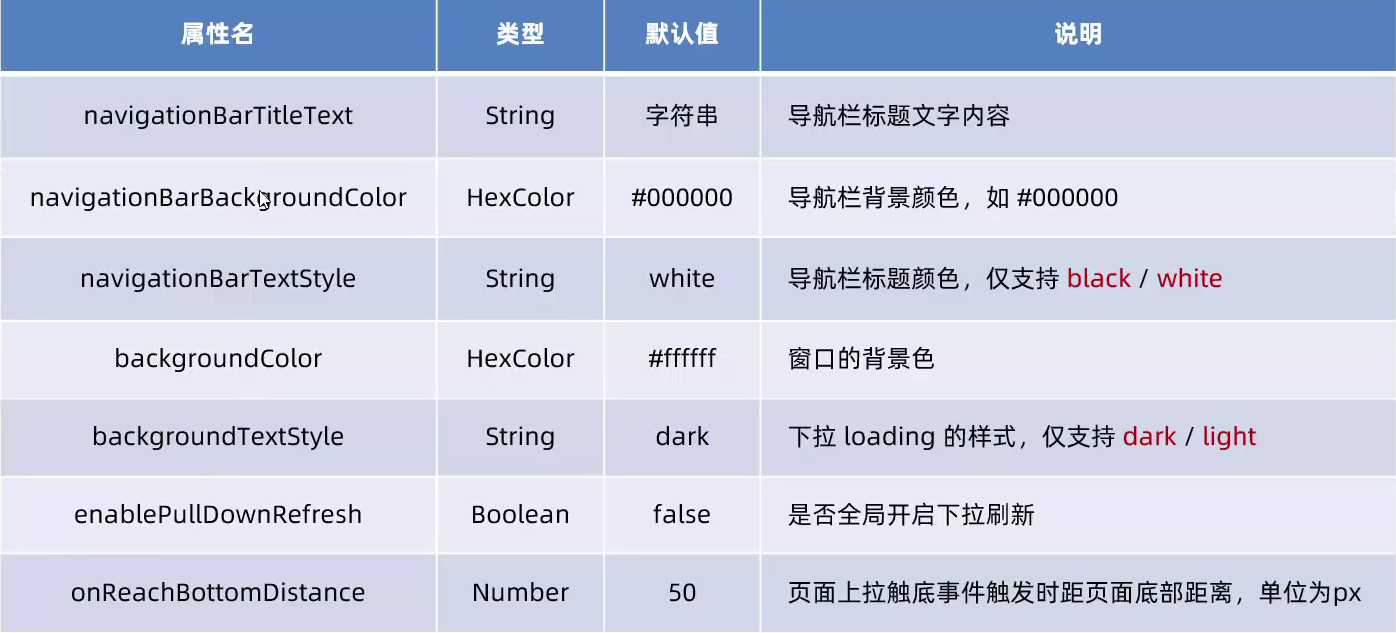 属性名 类型 默认值 说明
navigationBarTitleText String 字符串 导航栏标题文字内容
navigationBarBackgroundColor HexColor #000000 导航栏背景颜色，如 #000000
navigationBarTextStyle String white 导航栏标题颜色，仅支持 black / white
backgroundColor HexColor #ffffff 窗口的背景色
backgroundTextStyle String dark 下拉 loading 的样式，仅支持 dark / light
enablePullDownRefresh Boolean false 是否全局开启下拉刷新
onReachBottomDistance Number 50 页面上拉触底事件触发时距页面底部距离，单位为px